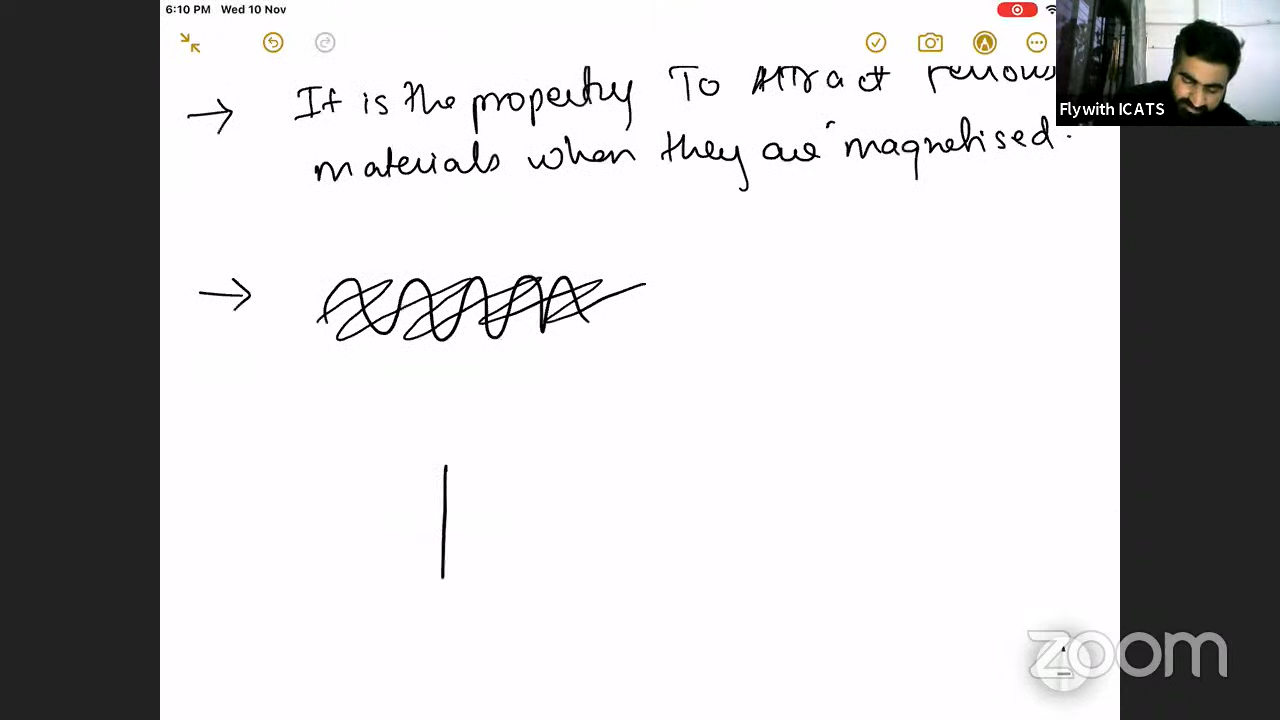 6:10 PM Wed 10 Nov
→ It is the property To Attract
materials when they are magnetised.
→
Flywith ICATS
zoom